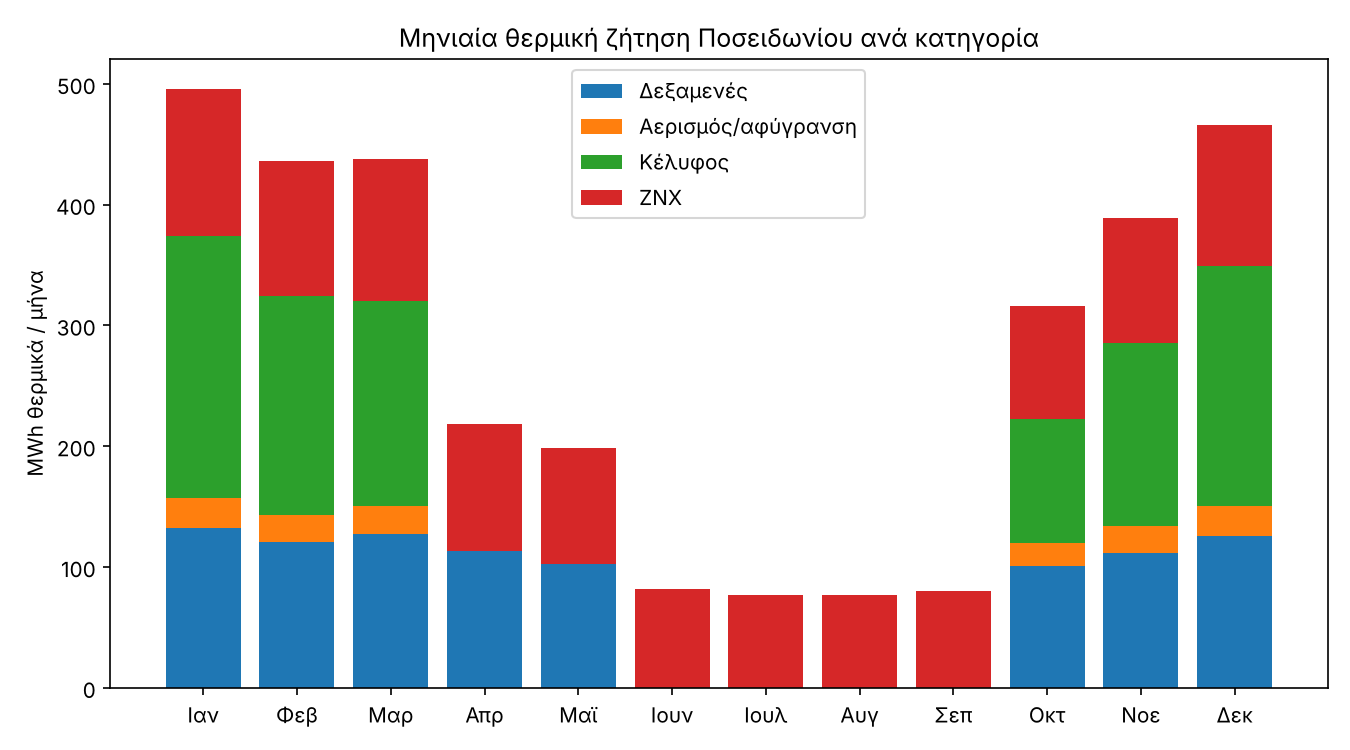 Μηνιαία θερμική ζήτηση Ποσειδωνίου ανά κατηγορία
MWh θερμικά / μήνα
500
400
300
200
100
0
Δεξαμενές
Αερισμός/αφύγρανση
Κέλυφος
ΖΝΧ
Ιαν Φεβ Μαρ Απρ Μαϊ Ιουν Ιουλ Αυγ Σεπ Οκτ Νοε Δεκ